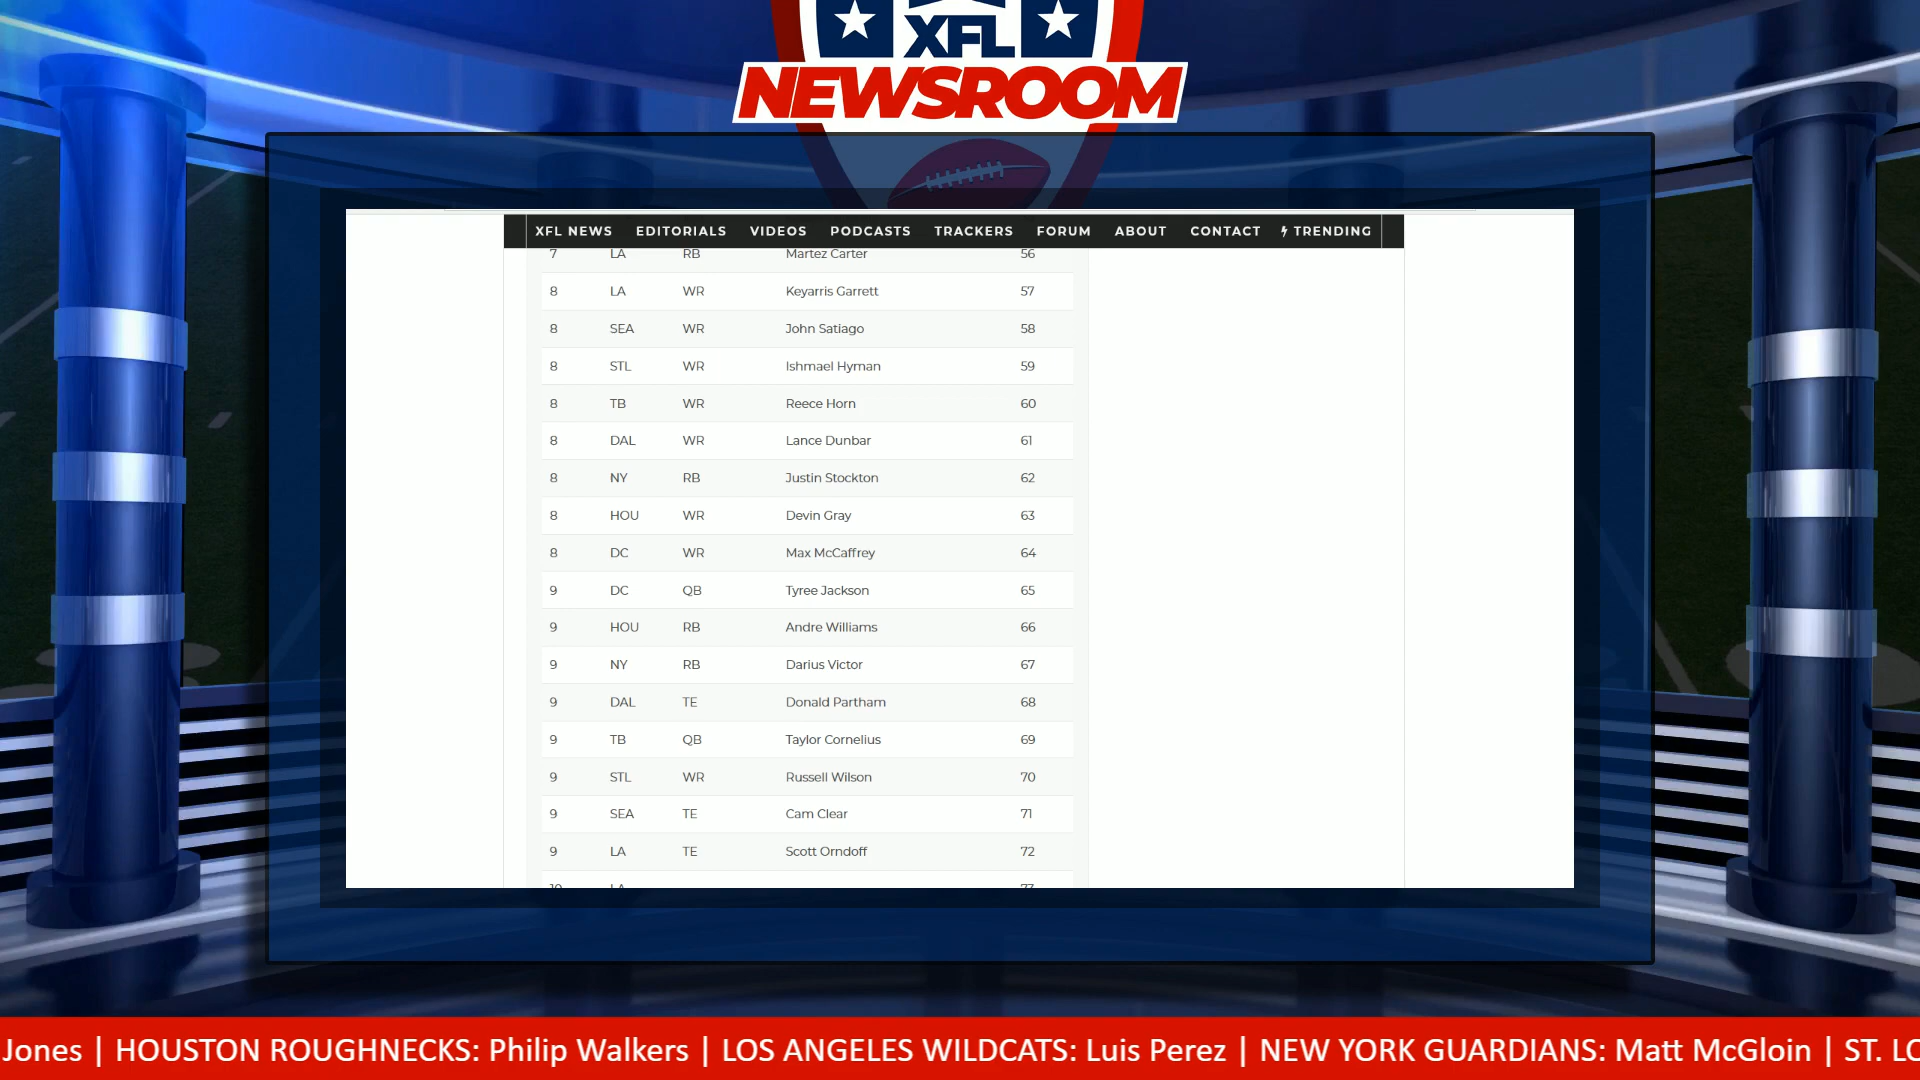 XFL
NEWSROOM
XFL NEWS EDITORIALS VIDEOS PODCASTS TRACKERS FORUM ABOUT CONTACT TRENDING
7 LA RB Martez Carter 56
8 LA WR Keyarris Garrett 57
8 SEA WR John Satiago 58
8 STL WR Ishmael Hyman 59
8 TB WR Reece Horn 60
8 DAL WR Lance Dunbar 61
8 NY RB Justin Stockton 62
8 HOU WR Devin Gray 63
8 DC WR Max McCaffrey 64
9 DC QB Tyree Jackson 65
9 HOU RB Andre Williams 66
9 NY RB Darius Victor 67
9 DAL TE Donald Partham 68
9 TB QB Taylor Cornelius 69
9 STL WR Russell Wilson 70
9 SEA TE Cam Clear 71
9 LA TE Scott Orndoff 72
Jones | HOUSTON ROUGHNECKS: Philip Walkers | LOS ANGELES WILDCATS: Luis Perez | NEW YORK GUARDIANS: Matt McGloin | ST. LO